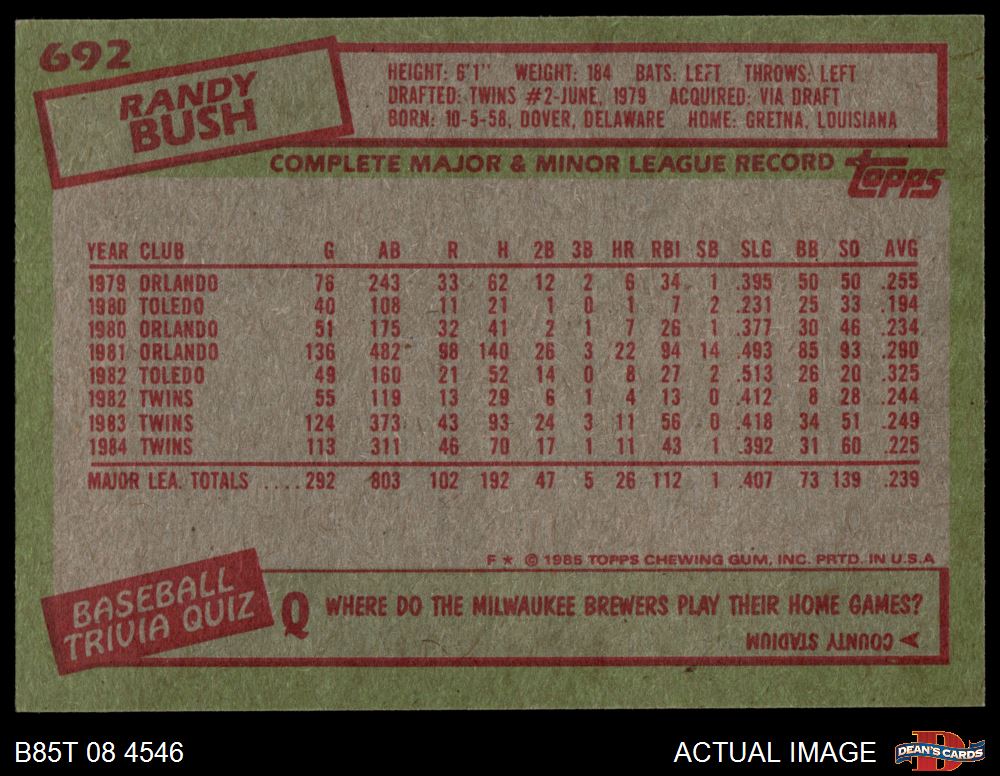 692
RANDY
BUSH
HEIGHT: 6'1" WEIGHT: 184 BATS: LEFT THROWS: LEFT
DRAFTED: TWINS #2-JUNE, 1979 ACQUIRED: VIA DRAFT
BORN: 10-5-58, DOVER, DELAWARE HOME: GRETNA, LOUISIANA
COMPLETE MAJOR & MINOR LEAGUE RECORD
Topps
YEAR CLUB G AB R H 2B 3B HR RBI SB SLG BB SO AVG
1979 ORLANDO 76 243 33 62 12 2 6 34 1 .395 50 50 .255
1980 TOLEDO 40 108 11 21 1 0 1 7 2 .231 25 33 .194
1980 ORLANDO 51 175 32 41 2 1 7 26 1 .377 30 46 .234
1981 ORLANDO 136 482 98 140 26 3 22 94 14 .493 85 93 .290
1982 TOLEDO 49 160 21 52 14 0 8 27 2 .513 26 20 .325
1982 TWINS 55 119 13 29 6 1 4 13 0 .412 8 28 .244
1983 TWINS 124 373 43 93 24 3 11 56 0 .418 34 51 .249
1984 TWINS 113 311 46 70 17 1 11 43 1 .392 31 60 .225
MAJOR LEA. TOTALS ....292 803 102 192 47 5 26 112 1 .407 73 139 .239
F ★ © 1985 TOPPS CHEWING GUM, INC. PRTD. IN U.S.A
BASEBALL
TRIVIA QUIZ
Q WHERE DO THE MILWAUKEE BREWERS PLAY THEIR HOME GAMES?
A COUNTY STADIUM
B85T 08 4546
ACTUAL IMAGE
DEAN'S CARDS